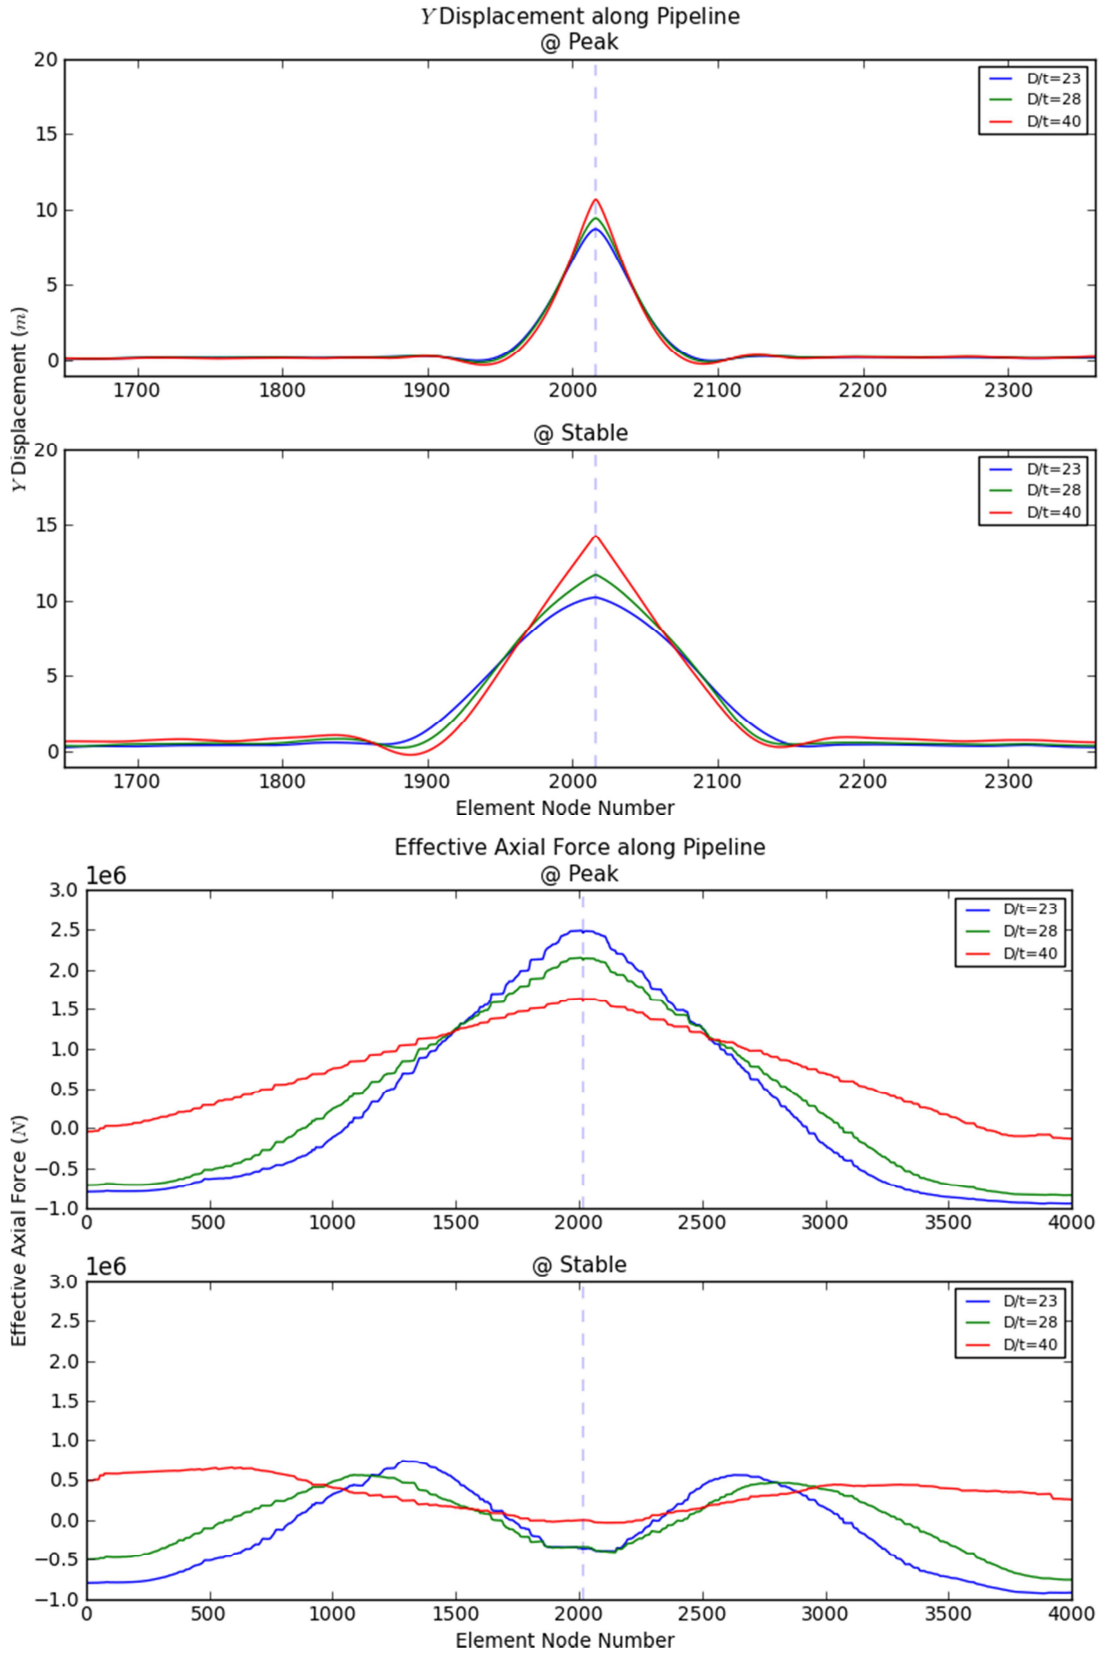 Y Displacement along Pipeline
@ Peak
20
15
10
5
0
D/t=23
D/t=28
D/t=40
1700 1800 1900 2000 2100 2200 2300
Y Displacement (m)
@ Stable
20
15
10
5
0
D/t=23
D/t=28
D/t=40
1700 1800 1900 2000 2100 2200 2300
Element Node Number
Effective Axial Force along Pipeline
@ Peak
1e6
3.0
2.5
2.0
1.5
1.0
0.5
0.0
−0.5
−1.0
D/t=23
D/t=28
D/t=40
0 500 1000 1500 2000 2500 3000 3500 4000
Effective Axial Force (N)
@ Stable
1e6
3.0
2.5
2.0
1.5
1.0
0.5
0.0
−0.5
−1.0
D/t=23
D/t=28
D/t=40
0 500 1000 1500 2000 2500 3000 3500 4000
Element Node Number